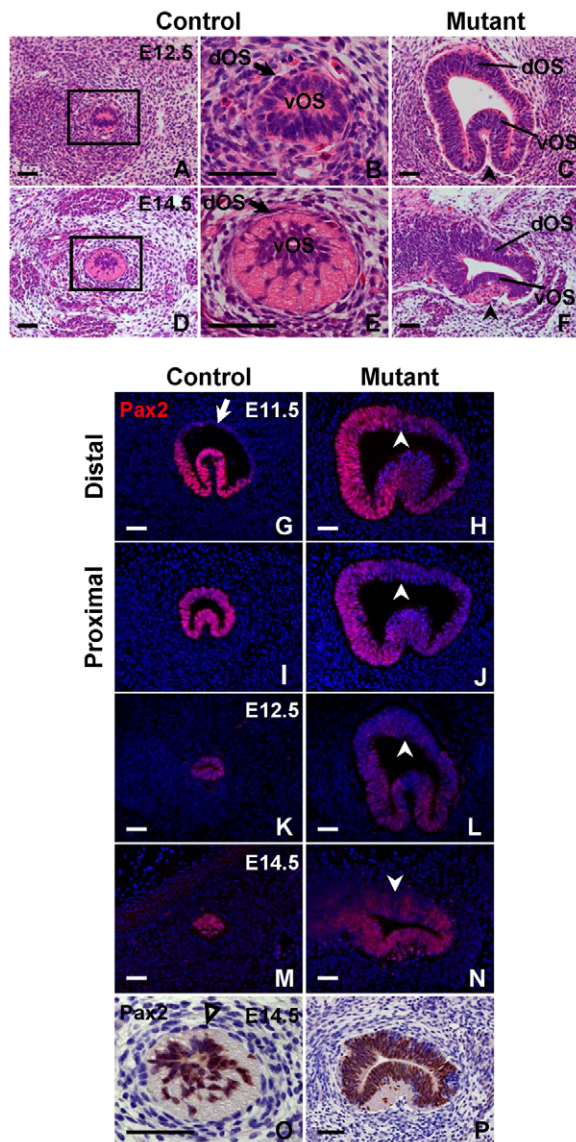 Control Mutant
E12.5
dOS
vOS
dOS
vOS
A B C
E14.5
dOS
vOS
dOS
vOS
D E F
Control Mutant
Distal
Pax2 E11.5
G H
Proximal
I J
E12.5
K L
E14.5
M N
Pax2 E14.5
O P